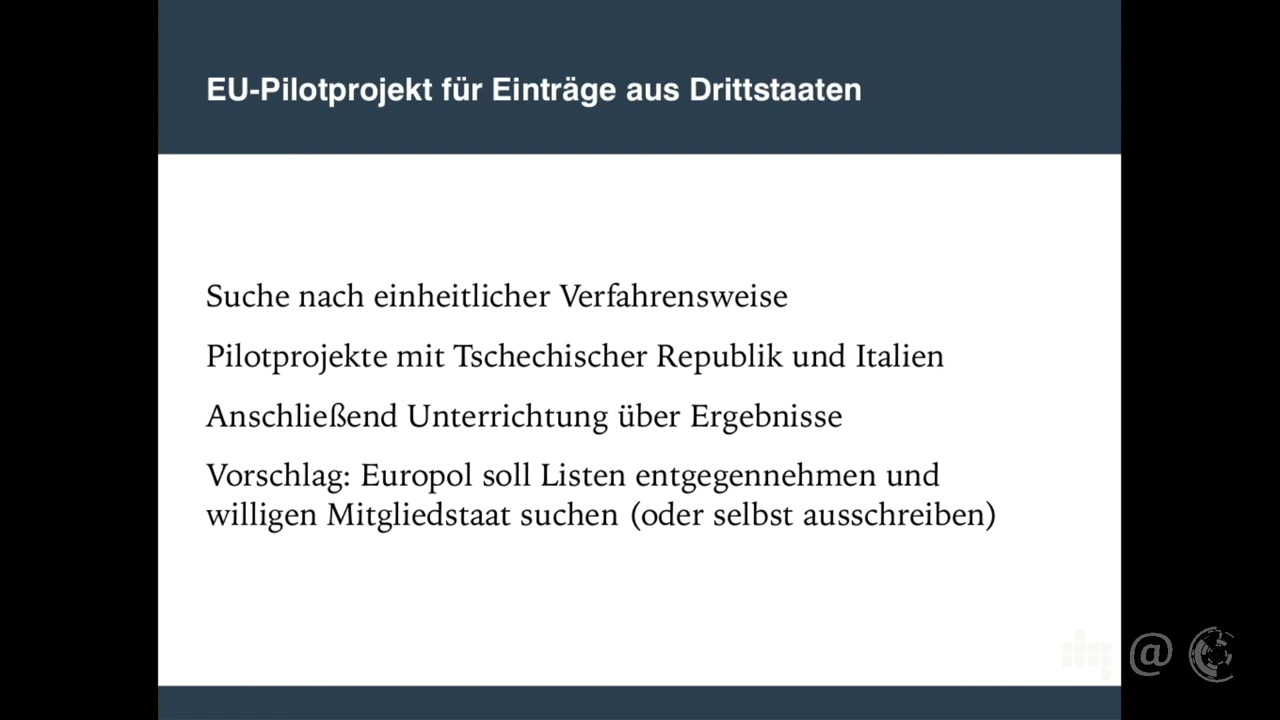 EU-Pilotprojekt für Einträge aus Drittstaaten
Suche nach einheitlicher Verfahrensweise
Pilotprojekte mit Tschechischer Republik und Italien
Anschließend Unterrichtung über Ergebnisse
Vorschlag: Europol soll Listen entgegennehmen und
willigen Mitgliedstaat suchen (oder selbst ausschreiben)
@